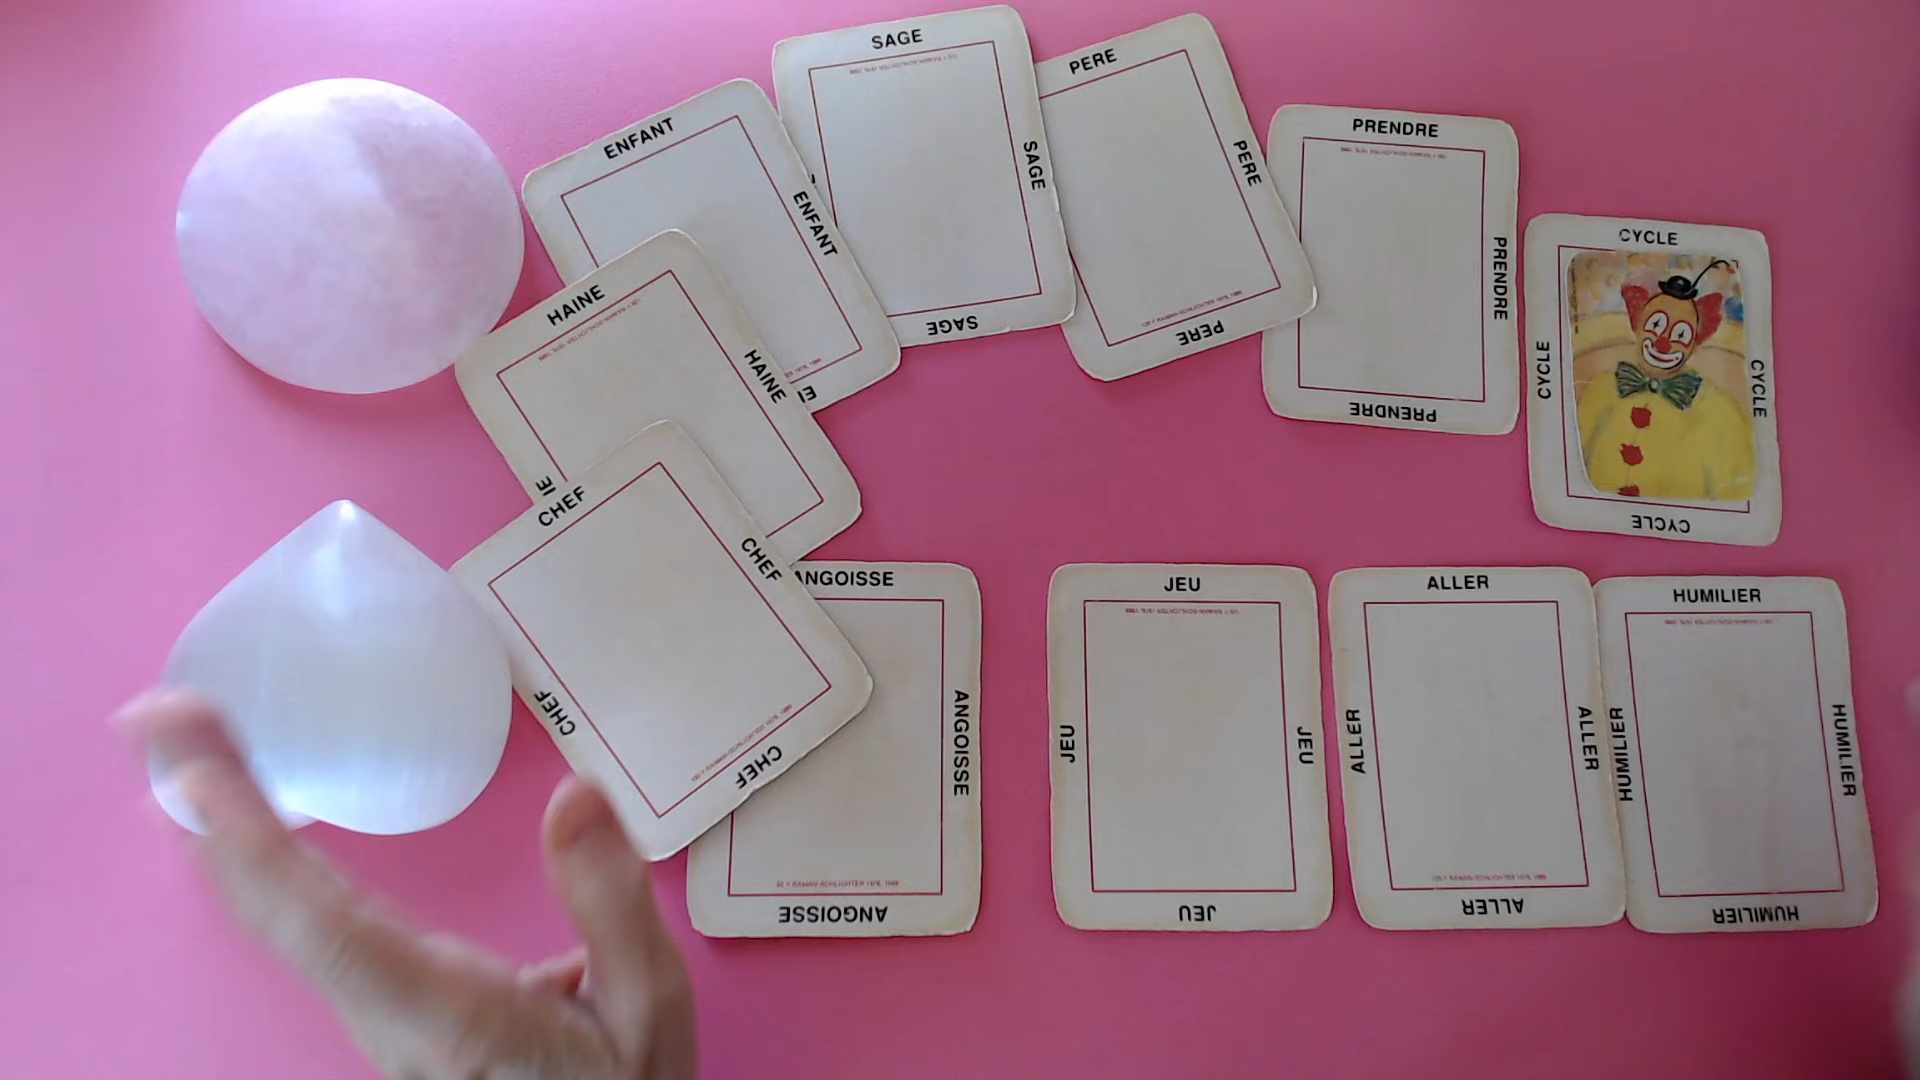 SAGE
SAGE
SAGE
PERE
PERE
PERE
ENFANT
ENFANT
PRENDRE
PRENDRE
PRENDRE
CYCLE
CYCLE
CYCLE
CYCLE
HAINE
HAINE
CHEF
CHEF
CHEF
CHEF
ANGOISSE
ANGOISSE
ANGOISSE
JEU
JEU
JEU
JEU
ALLER
ALLER
ALLER
ALLER
HUMILIER
HUMILIER
HUMILIER
HUMILIER